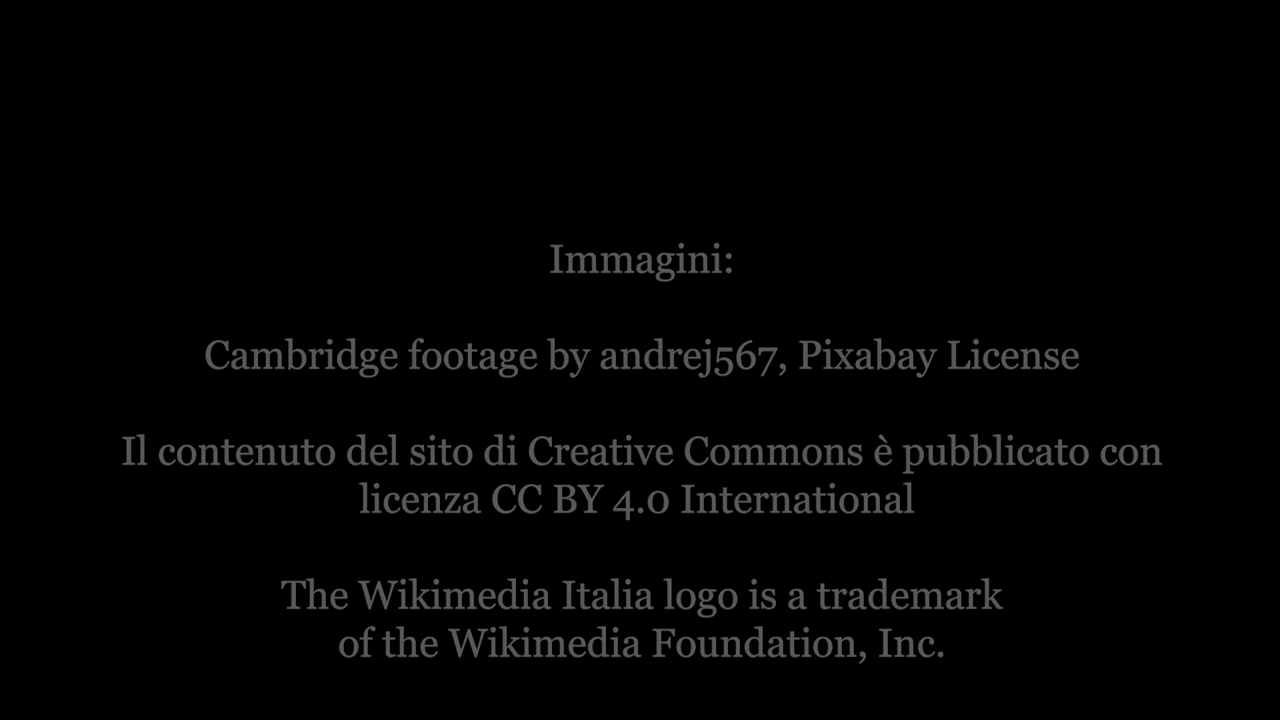 Immagini:
Cambridge footage by andrej567, Pixabay License
Il contenuto del sito di Creative Commons è pubblicato con
licenza CC BY 4.0 International
The Wikimedia Italia logo is a trademark
of the Wikimedia Foundation, Inc.